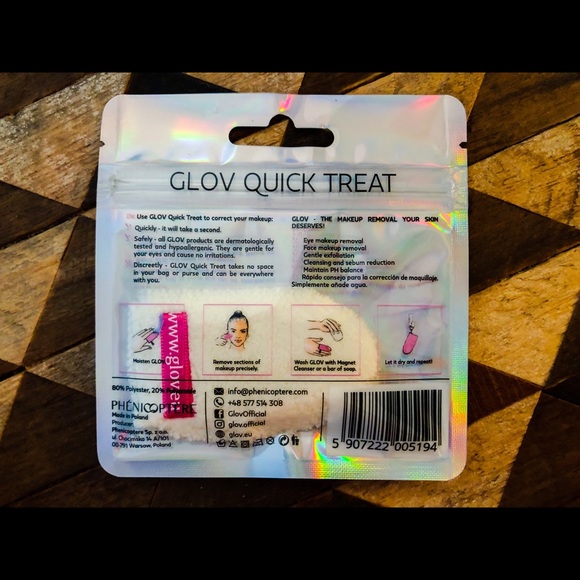 GLOV QUICK TREAT
Use GLOV Quick Treat to correct your makeup:
Quickly - it will take a second.
Safely - all GLOV products are dermatologically
tested and hypoallergenic. They are gentle for
your eyes and cause no irritations.
Discreetly - GLOV Quick Treat takes no space
in your bag or purse and can be everywhere
with you.
GLOV - THE MAKEUP REMOVAL YOUR SKIN
DESERVES!
Eye makeup removal
Face makeup removal
Gentle exfoliation
Cleansing and sebum reduction
Maintain PH balance
Rápido consejo para la corrección de maquillaje.
Simplemente añade agua.
Moisten GLOV
Remove sections of
makeup precisely.
Wash GLOV with Magnet
Cleanser or a bar of soap.
Let it dry and repeat!
www.glove
80% Polyester, 20%
PHENICOPTERE
Made in Poland
Producer:
Phenicoptere Sp. z o.o.
00-791 Warsaw, Poland
info@phenicoptere.com
+48 577 514 308
GlovOfficial
glov.official
glov.eu
5 907222 005194